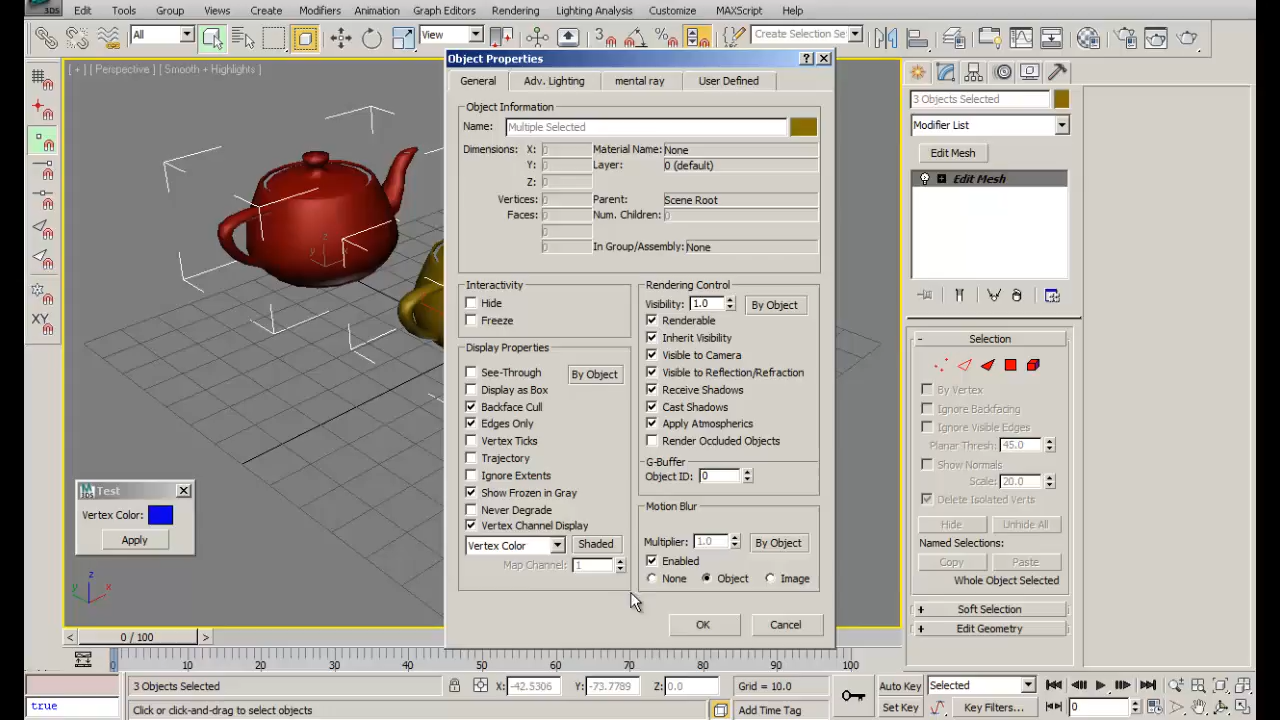 Edit Tools Group Views Create Modifiers Animation Graph Editors Rendering Lighting Analysis Customize MAXScript Help
3DS
All View 3 % Create Selection Se
[ + ] [ Perspective ] [ Smooth + Highlights ]
Object Properties
General Adv. Lighting mental ray User Defined
Object Information
Name: Multiple Selected
Dimensions: X: 0 Material Name: None
Y: 0 Layer: 0 (default)
Z: 0
Vertices: 0 Parent: Scene Root
Faces: 0 Num. Children: 0
0
0 In Group/Assembly: None
Interactivity
Hide
Freeze
Display Properties
See-Through By Object
Display as Box
Backface Cull
Edges Only
Vertex Ticks
Trajectory
Ignore Extents
Show Frozen in Gray
Never Degrade
Vertex Channel Display
Vertex Color Shaded
Map Channel: 1
Rendering Control
Visibility: 1.0 By Object
Renderable
Inherit Visibility
Visible to Camera
Visible to Reflection/Refraction
Receive Shadows
Cast Shadows
Apply Atmospherics
Render Occluded Objects
G-Buffer
Object ID: 0
Motion Blur
Multiplier: 1.0 By Object
Enabled
None Object Image
OK Cancel
XY
Test
Vertex Color:
Apply
z
y x
3 Objects Selected
Modifier List
Edit Mesh
Edit Mesh
Selection
By Vertex
Ignore Backfacing
Ignore Visible Edges
Planar Thresh: 45.0
Show Normals
Scale: 20.0
Delete Isolated Verts
Hide Unhide All
Named Selections:
Copy Paste
Whole Object Selected
+ Soft Selection
+ Edit Geometry
< 0 / 100 >
0 10 20 30 40 50 60 70 80 90 100
3 Objects Selected X: -42.5306 Y: -73.7789 Z: 0.0 Grid = 10.0 Auto Key Selected
true
Click or click-and-drag to select objects Add Time Tag Set Key Key Filters... 0